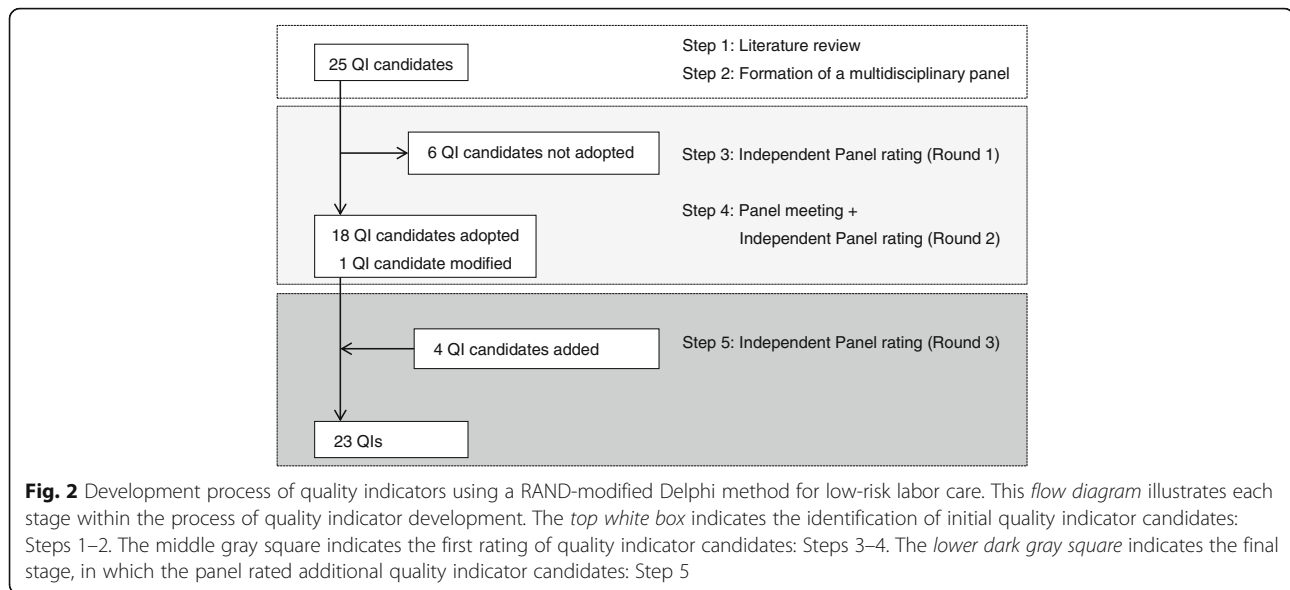 25 QI candidates
Step 1: Literature review
Step 2: Formation of a multidisciplinary panel
6 QI candidates not adopted
Step 3: Independent Panel rating (Round 1)
18 QI candidates adopted
1 QI candidate modified
Step 4: Panel meeting +
Independent Panel rating (Round 2)
4 QI candidates added
Step 5: Independent Panel rating (Round 3)
23 QIs
Fig. 2 Development process of quality indicators using a RAND-modified Delphi method for low-risk labor care. This flow diagram illustrates each
stage within the process of quality indicator development. The top white box indicates the identification of initial quality indicator candidates:
Steps 1–2. The middle gray square indicates the first rating of quality indicator candidates: Steps 3–4. The lower dark gray square indicates the final
stage, in which the panel rated additional quality indicator candidates: Step 5